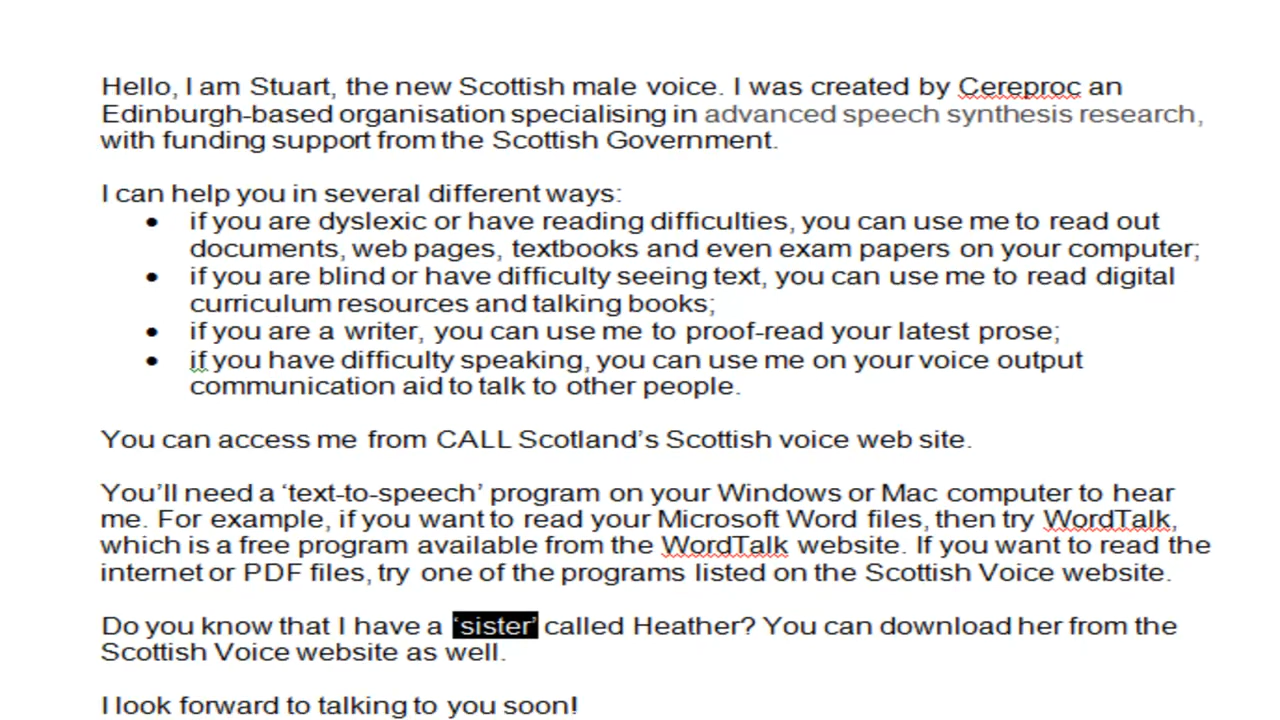 Hello, I am Stuart, the new Scottish male voice. I was created by Cereproc an
Edinburgh-based organisation specialising in advanced speech synthesis research,
with funding support from the Scottish Government.
I can help you in several different ways:
• if you are dyslexic or have reading difficulties, you can use me to read out
documents, web pages, textbooks and even exam papers on your computer;
• if you are blind or have difficulty seeing text, you can use me to read digital
curriculum resources and talking books;
• if you are a writer, you can use me to proof-read your latest prose;
• if you have difficulty speaking, you can use me on your voice output
communication aid to talk to other people.
You can access me from CALL Scotland’s Scottish voice web site.
You’ll need a ‘text-to-speech’ program on your Windows or Mac computer to hear
me. For example, if you want to read your Microsoft Word files, then try WordTalk,
which is a free program available from the WordTalk website. If you want to read the
internet or PDF files, try one of the programs listed on the Scottish Voice website.
Do you know that I have a ‘sister’ called Heather? You can download her from the
Scottish Voice website as well.
I look forward to talking to you soon!